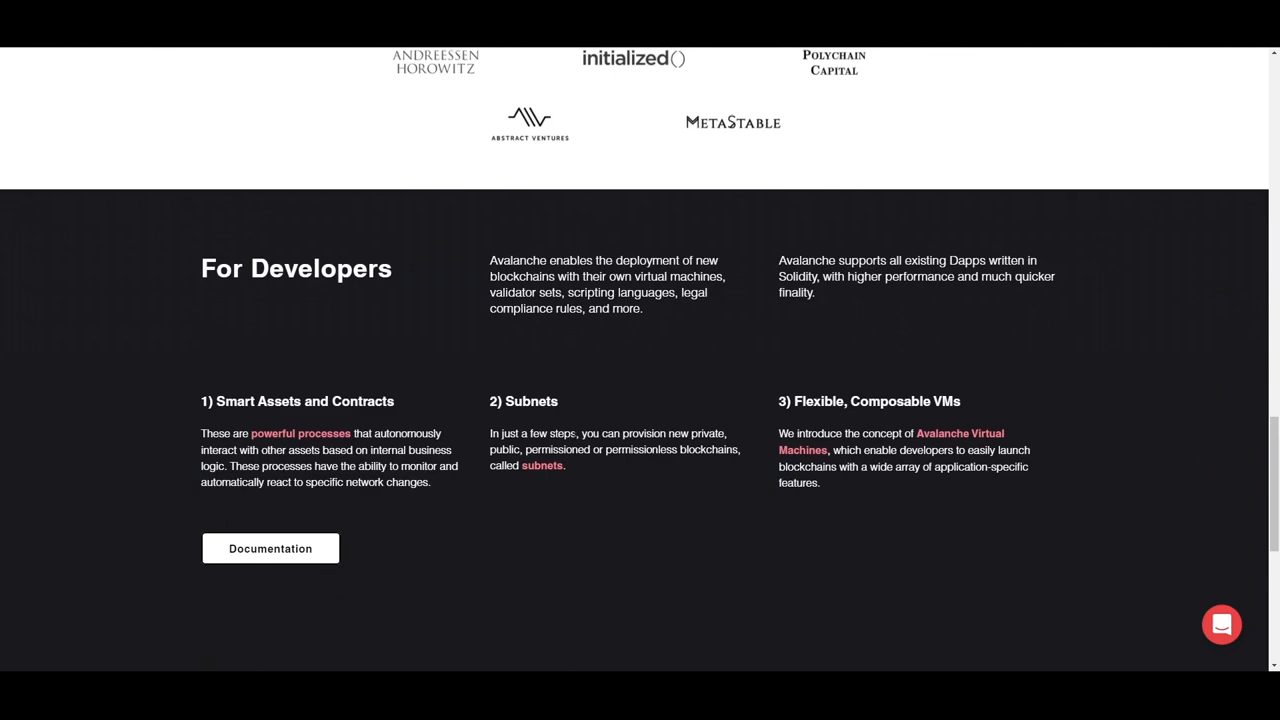 ANDREESSEN
HOROWITZ
initialized()
POLYCHAIN
CAPITAL
ABSTRACT VENTURES
METASTABLE
For Developers
Avalanche enables the deployment of new
blockchains with their own virtual machines,
validator sets, scripting languages, legal
compliance rules, and more.
Avalanche supports all existing Dapps written in
Solidity, with higher performance and much quicker
finality.
1) Smart Assets and Contracts
These are powerful processes that autonomously
interact with other assets based on internal business
logic. These processes have the ability to monitor and
automatically react to specific network changes.
2) Subnets
In just a few steps, you can provision new private,
public, permissioned or permissionless blockchains,
called subnets.
3) Flexible, Composable VMs
We introduce the concept of Avalanche Virtual
Machines, which enable developers to easily launch
blockchains with a wide array of application-specific
features.
Documentation